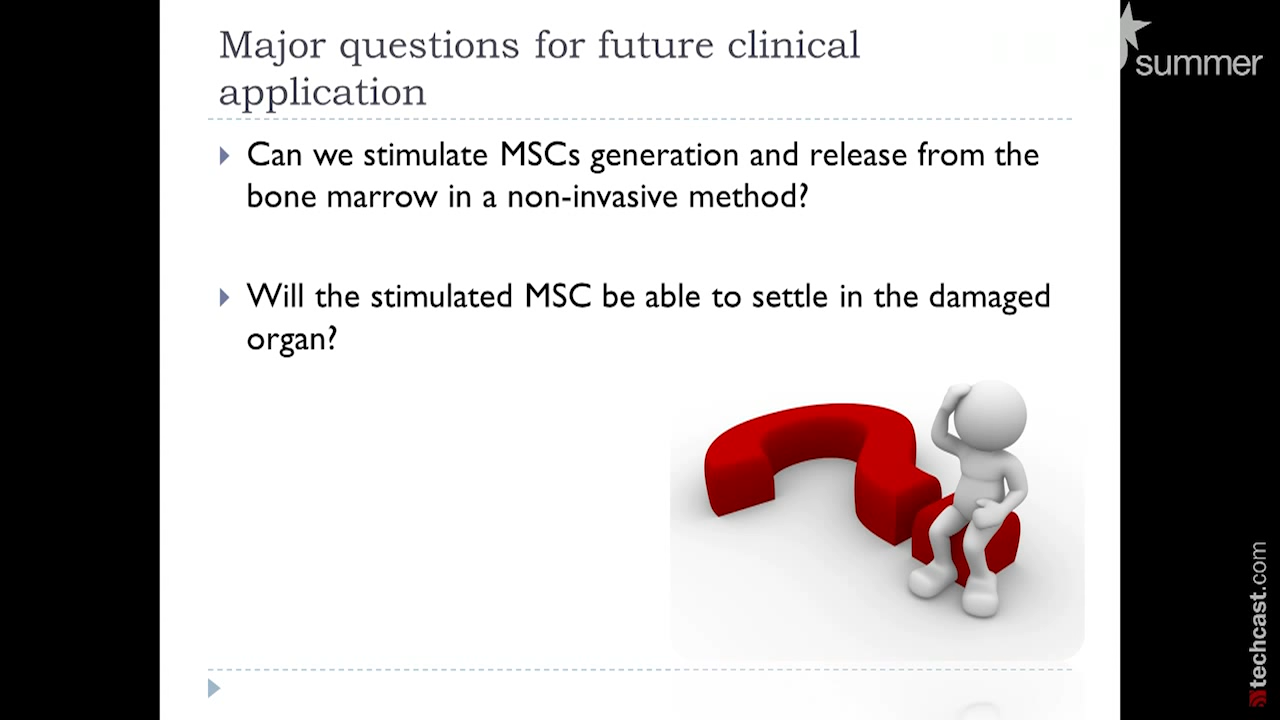 summer
Major questions for future clinical
application
Can we stimulate MSCs generation and release from the
bone marrow in a non-invasive method?
Will the stimulated MSC be able to settle in the damaged
organ?
techcast.com